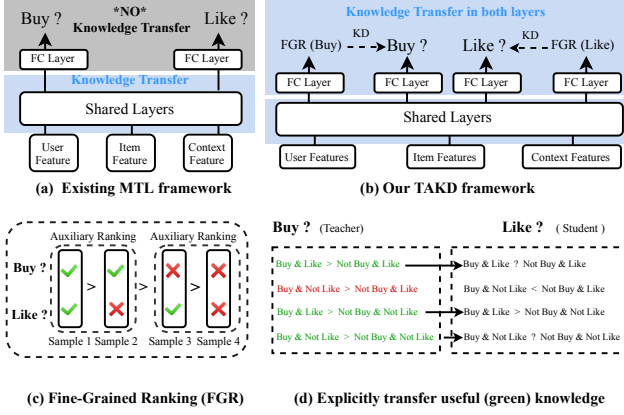 *NO*
Knowledge Transfer
Buy ?
Like ?
FC Layer
FC Layer
Knowledge Transfer
Shared Layers
User Feature
Item Feature
Context Feature
(a) Existing MTL framework
Knowledge Transfer in both layers
FGR (Buy)
KD
Buy ?
Like ?
KD
FGR (Like)
FC Layer
FC Layer
FC Layer
FC Layer
Shared Layers
User Features
Item Features
Context Features
(b) Our TAKD framework
Auxiliary Ranking
Auxiliary Ranking
Buy ?
> > >
Like ?
Sample 1
Sample 2
Sample 3
Sample 4
(c) Fine-Grained Ranking (FGR)
Buy ? (Teacher)
Like ? ( Student )
Buy & Like > Not Buy & Like
Buy & Like ? Not Buy & Like
Buy & Not Like > Not Buy & Like
Buy & Not Like < Not Buy & Like
Buy & Like > Not Buy & Not Like
Buy & Like > Not Buy & Not Like
Buy & Not Like > Not Buy & Not Like
Buy & Not Like ? Not Buy & Not Like
(d) Explicitly transfer useful (green) knowledge